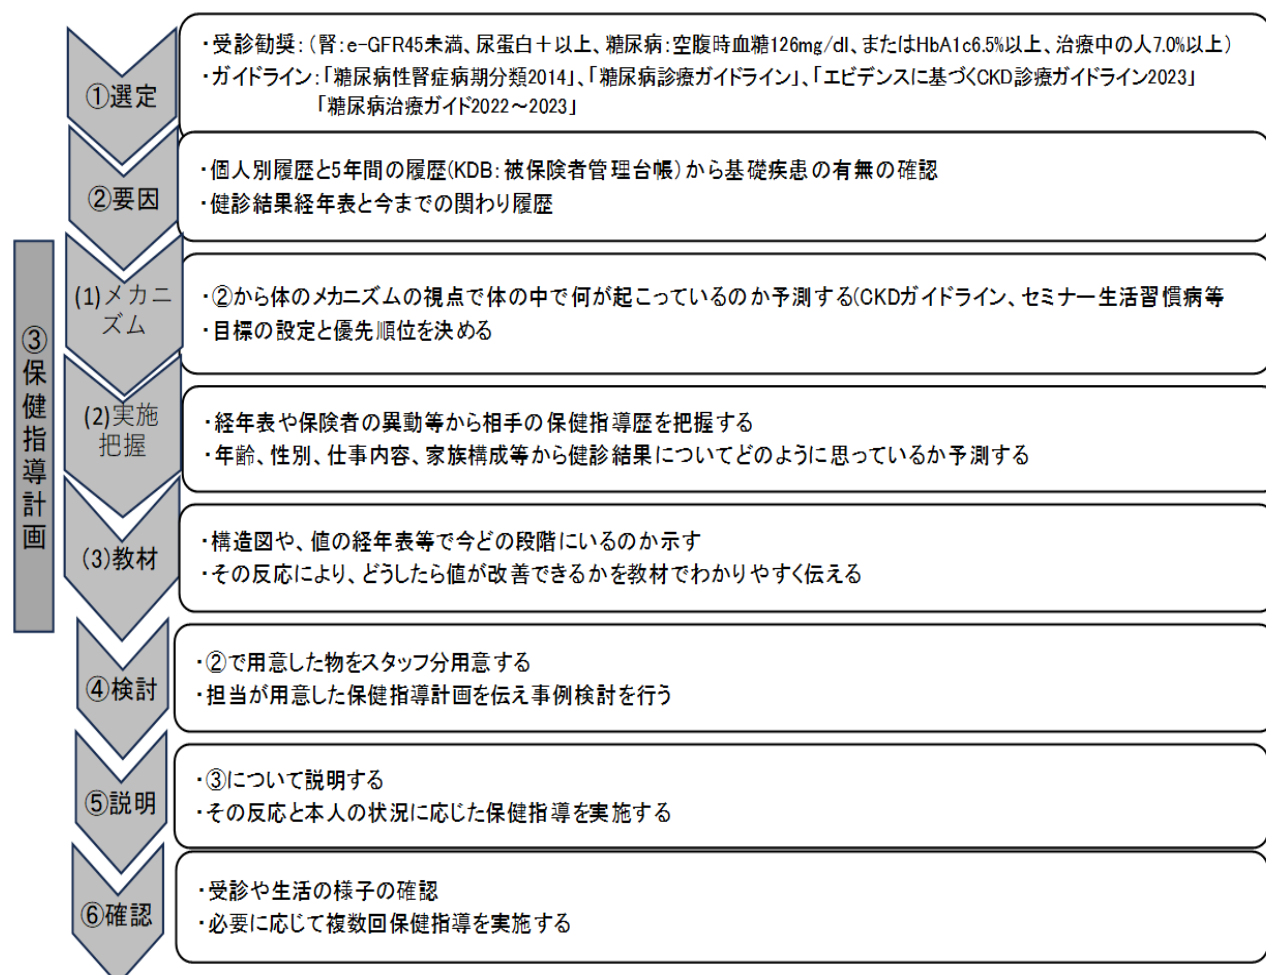 ①選定
・受診勧奨：（腎：e-GFR45未満、尿蛋白＋以上、糖尿病：空腹時血糖126mg/dl、またはHbA1c6.5%以上、治療中の人7.0%以上）
・ガイドライン：「糖尿病性腎症病期分類2014」、「糖尿病診療ガイドライン」、「エビデンスに基づくCKD診療ガイドライン2023」
「糖尿病治療ガイド2022～2023」
②要因
・個人別履歴と5年間の履歴(KDB：被保険者管理台帳）から基礎疾患の有無の確認
・健診結果経年表と今までの関わり履歴
③保健指導計画
(1)メカニ
ズム
・②から体のメカニズムの視点で体の中で何が起こっているのか予測する(CKDガイドライン、セミナー生活習慣病等
・目標の設定と優先順位を決める
(2)実施
把握
・経年表や保険者の異動等から相手の保健指導歴を把握する
・年齢、性別、仕事内容、家族構成等から健診結果についてどのように思っているか予測する
(3)教材
・構造図や、値の経年表等で今どの段階にいるのか示す
・その反応により、どうしたら値が改善できるかを教材でわかりやすく伝える
④検討
・②で用意した物をスタッフ分用意する
・担当が用意した保健指導計画を伝え事例検討を行う
⑤説明
・③について説明する
・その反応と本人の状況に応じた保健指導を実施する
⑥確認
・受診や生活の様子の確認
・必要に応じて複数回保健指導を実施する